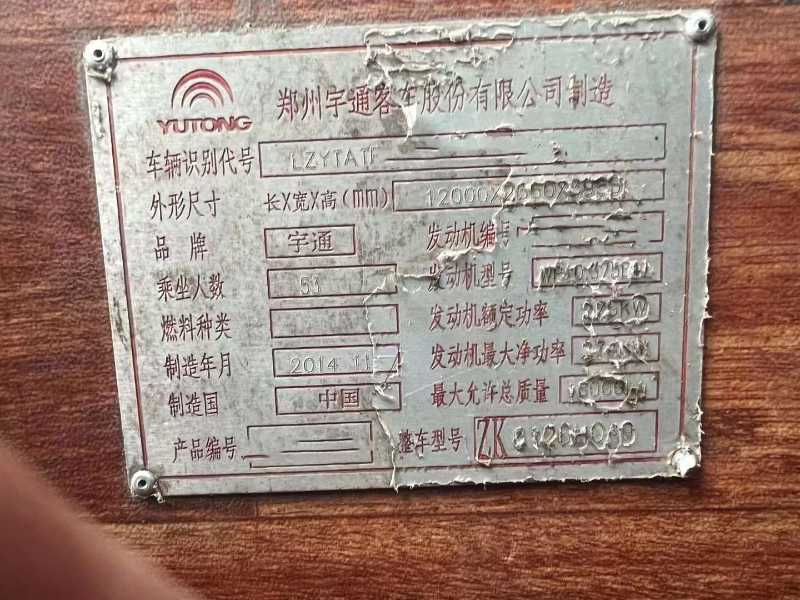 YUTONG
郑州宇通客车股份有限公司制造
车辆识别代号 LZYTATF
外形尺寸 长X宽X高(mm) 12000X
品牌 宇通
发动机编号
乘坐人数 53
发动机型号
燃料种类
发动机额定功率
制造年月 2014 11
发动机最大净功率
制造国 中国
最大允许总质量
产品编号
整车型号 ZK